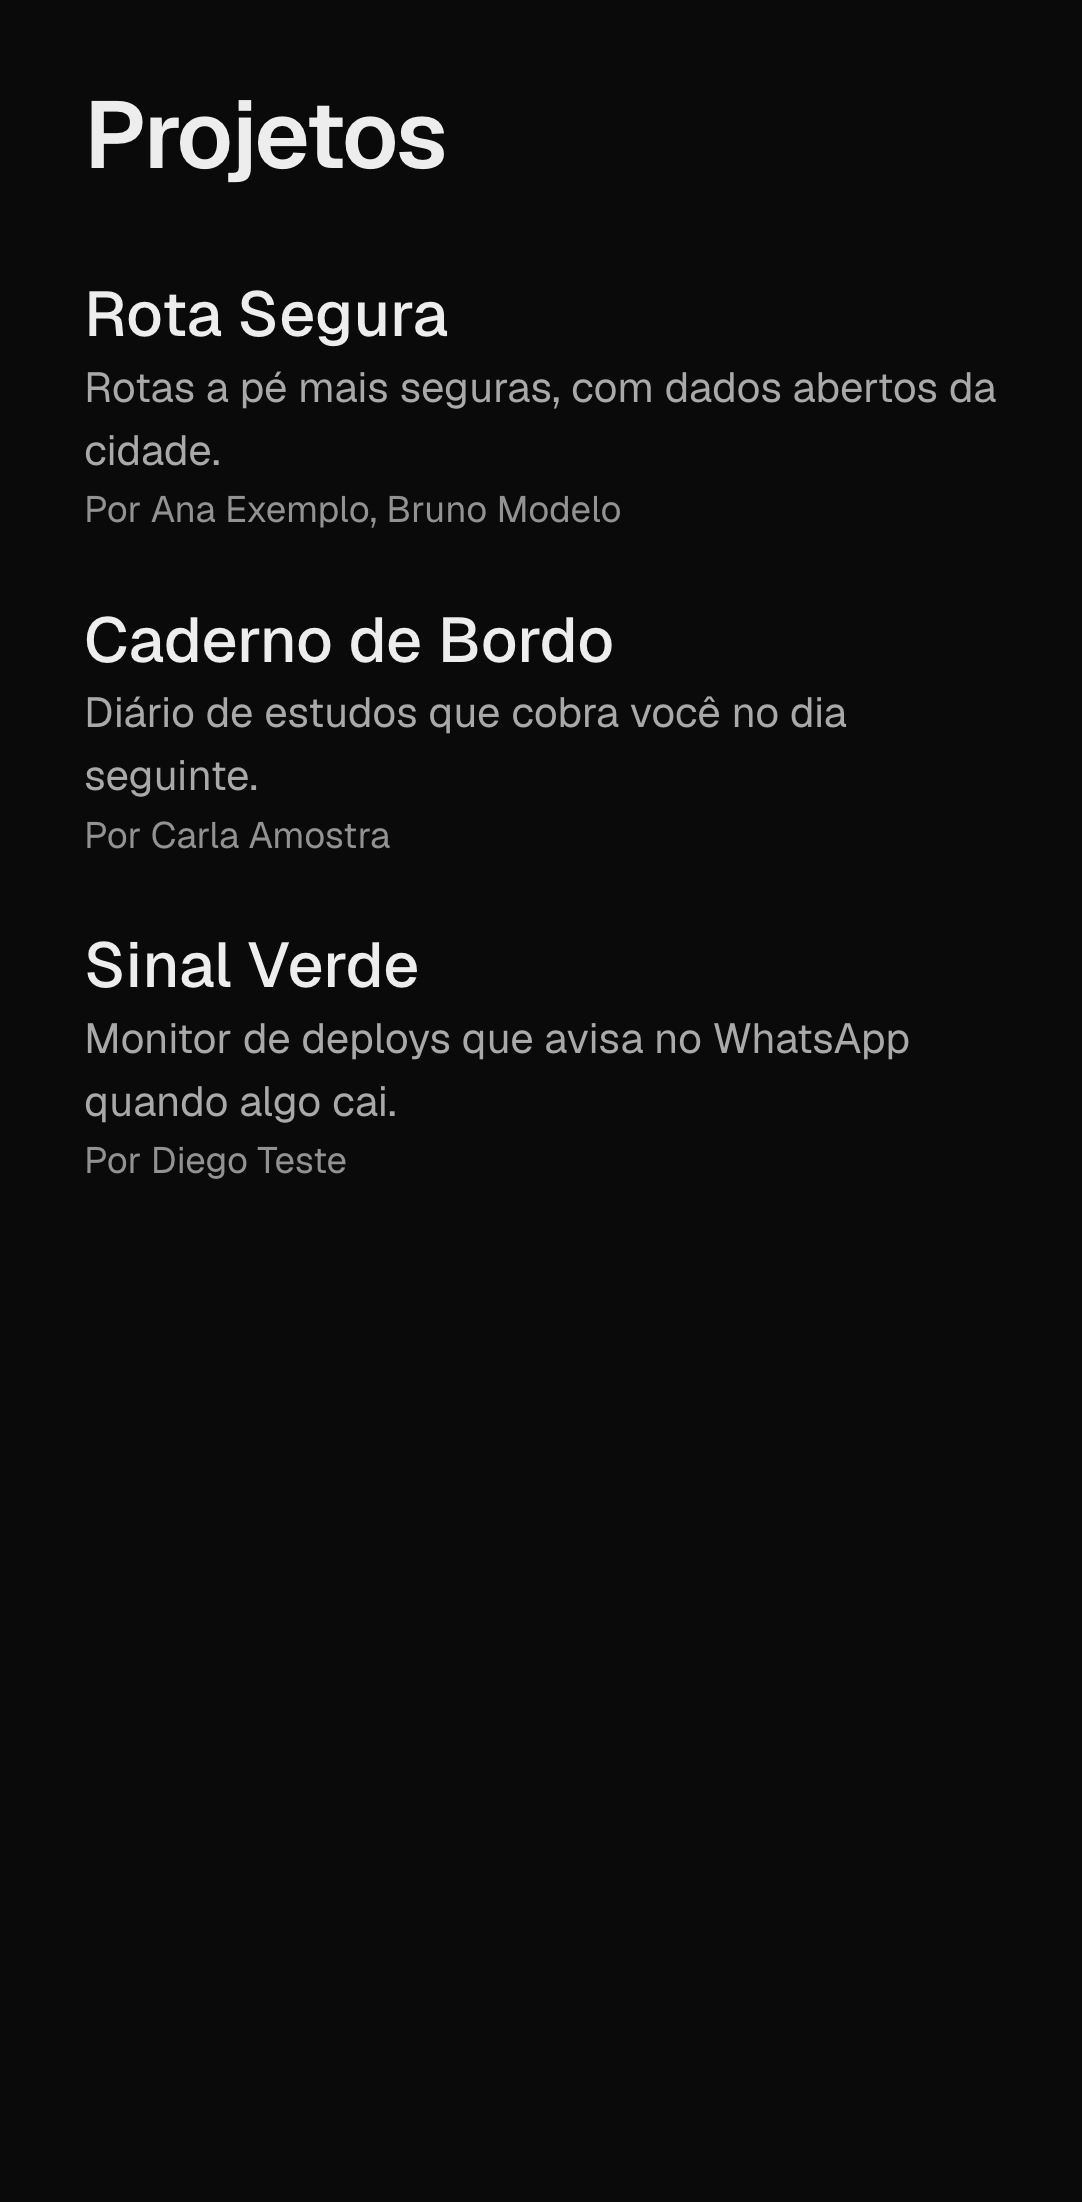 Projetos
Rota Segura
Rotas a pé mais seguras, com dados abertos da
cidade.
Por Ana Exemplo, Bruno Modelo
Caderno de Bordo
Diário de estudos que cobra você no dia
seguinte.
Por Carla Amostra
Sinal Verde
Monitor de deploys que avisa no WhatsApp
quando algo cai.
Por Diego Teste